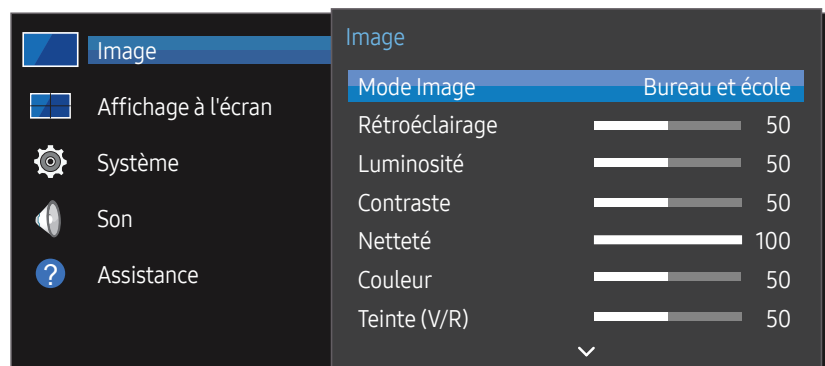 Image
Affichage à l'écran
Système
Son
?
Assistance
Image
Mode Image Bureau et école
Rétroéclairage 50
Luminosité 50
Contraste 50
Netteté 100
Couleur 50
Teinte (V/R) 50